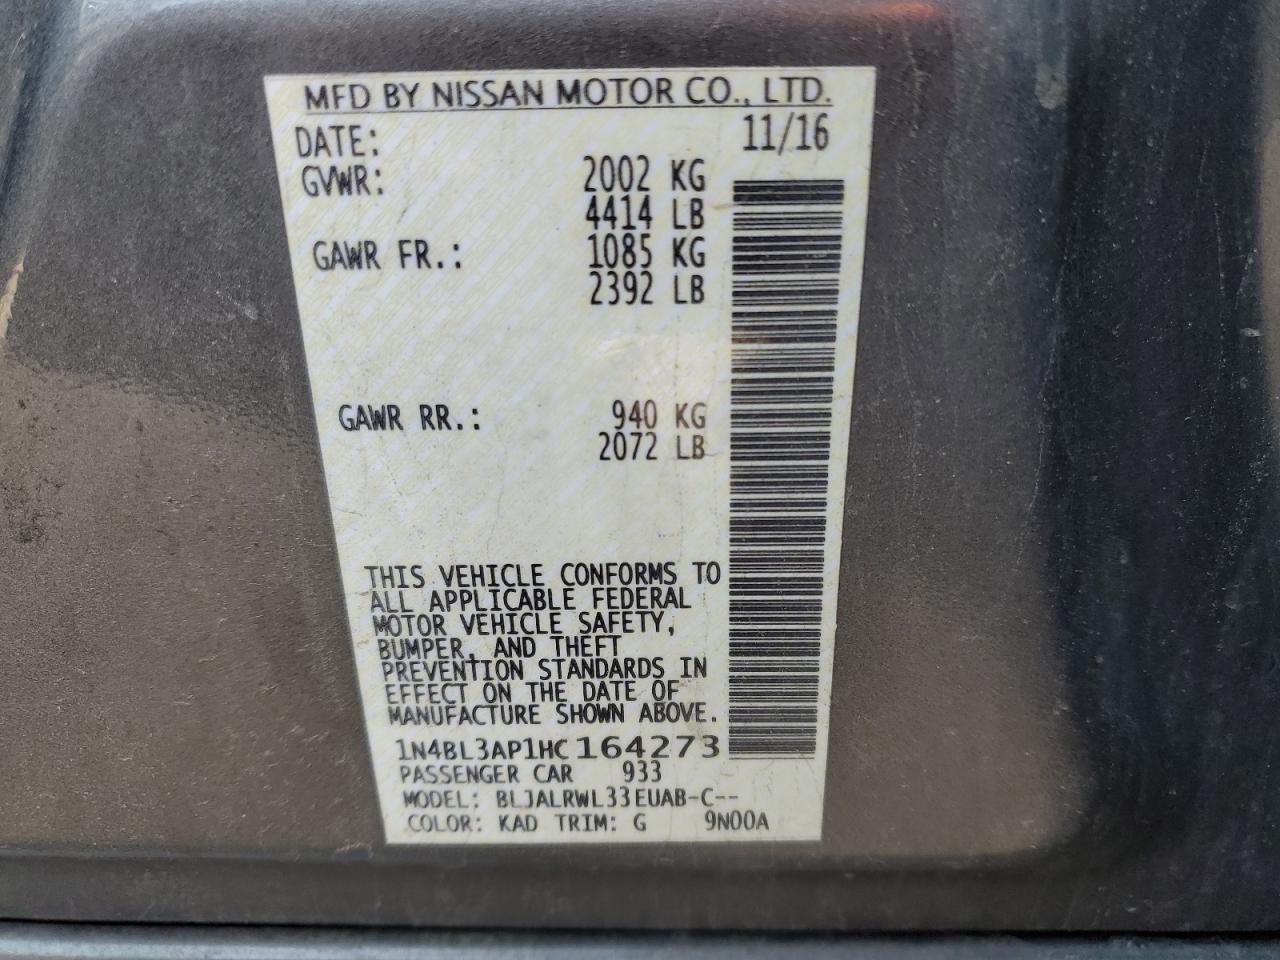 MFD BY NISSAN MOTOR CO., LTD.
DATE: 11/16
GVWR: 2002 KG
4414 LB
GAWR FR.: 1085 KG
2392 LB
GAWR RR.: 940 KG
2072 LB
THIS VEHICLE CONFORMS TO
ALL APPLICABLE FEDERAL
MOTOR VEHICLE SAFETY,
BUMPER, AND THEFT
PREVENTION STANDARDS IN
EFFECT ON THE DATE OF
MANUFACTURE SHOWN ABOVE.
1N4BL3AP1HC164273
PASSENGER CAR 933
MODEL: BLJALRWL33EUAB-C--
COLOR: KAD TRIM: G 9N00A